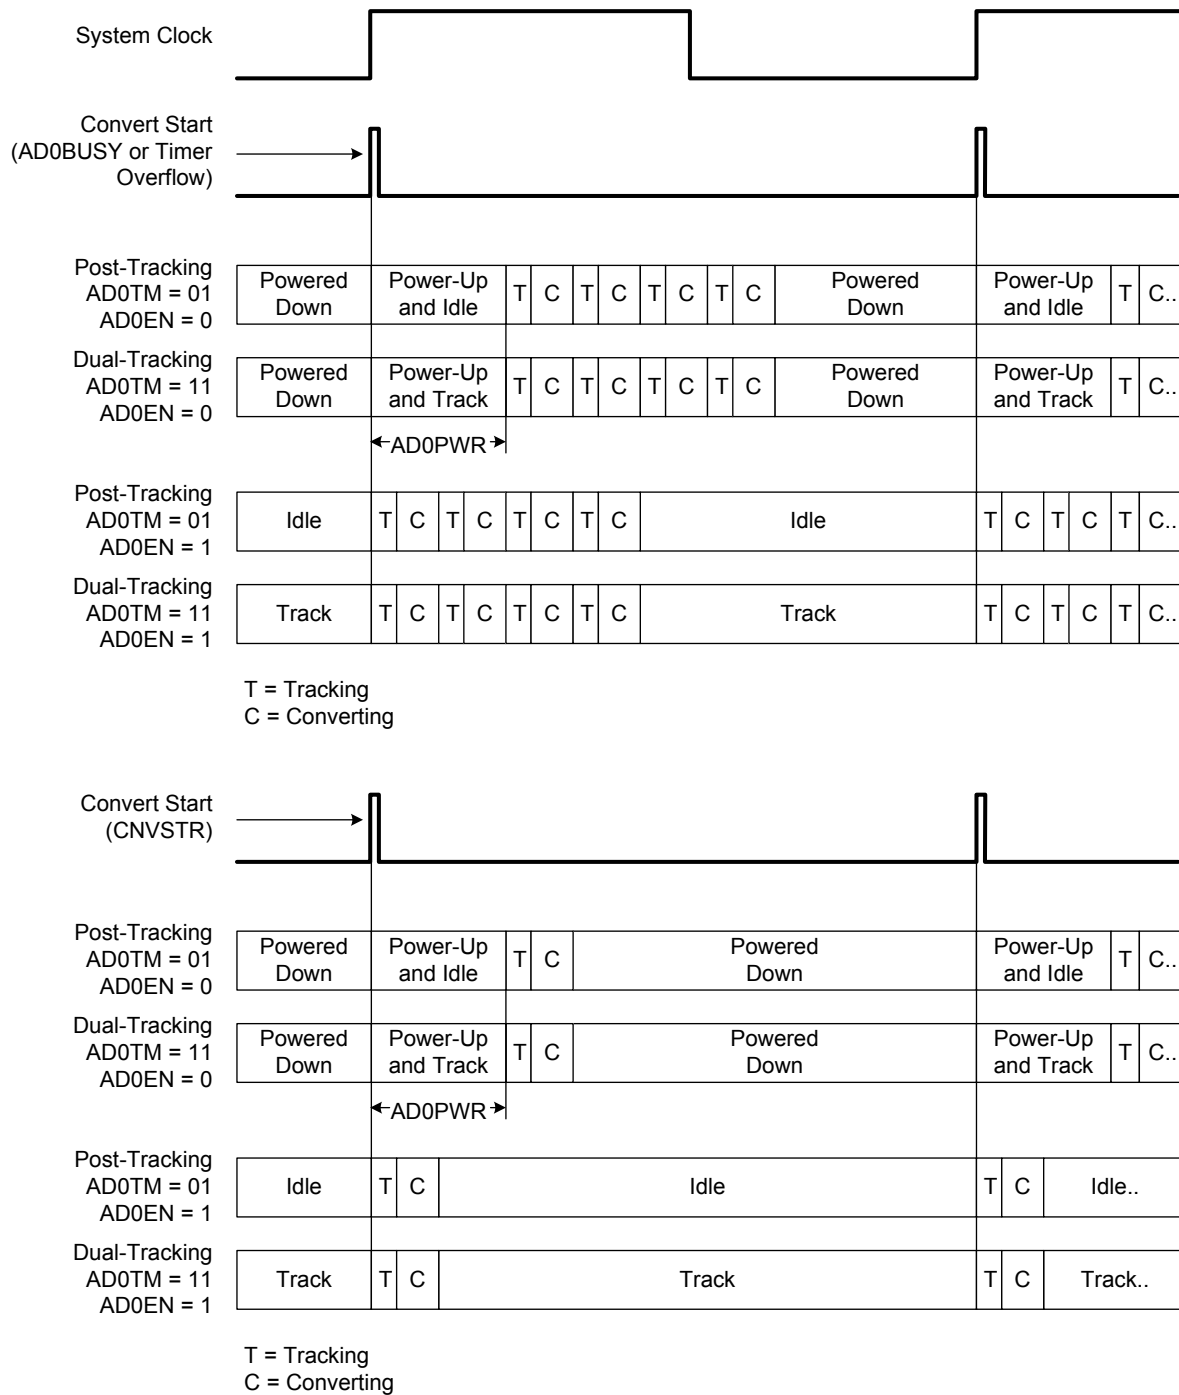 System Clock
Convert Start
(AD0BUSY or Timer
Overflow)
Post-Tracking
AD0TM = 01
AD0EN = 0
Powered
Down
Power-Up
and Idle
T C T C T C T C
Powered
Down
Power-Up
and Idle
T C..
Dual-Tracking
AD0TM = 11
AD0EN = 0
Powered
Down
Power-Up
and Track
T C T C T C T C
Powered
Down
Power-Up
and Track
T C..
AD0PWR
Post-Tracking
AD0TM = 01
AD0EN = 1
Idle T C T C T C T C Idle T C T C T C..
Dual-Tracking
AD0TM = 11
AD0EN = 1
Track T C T C T C T C Track T C T C T C..
T = Tracking
C = Converting
Convert Start
(CNVSTR)
Post-Tracking
AD0TM = 01
AD0EN = 0
Powered
Down
Power-Up
and Idle
T C
Powered
Down
Power-Up
and Idle
T C..
Dual-Tracking
AD0TM = 11
AD0EN = 0
Powered
Down
Power-Up
and Track
T C
Powered
Down
Power-Up
and Track
T C..
AD0PWR
Post-Tracking
AD0TM = 01
AD0EN = 1
Idle T C Idle T C Idle..
Dual-Tracking
AD0TM = 11
AD0EN = 1
Track T C Track T C Track..
T = Tracking
C = Converting